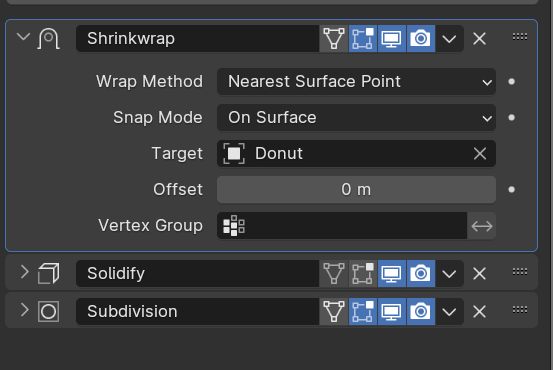 Shrinkwrap
Wrap Method Nearest Surface Point
Snap Mode On Surface
Target Donut
Offset 0 m
Vertex Group
Solidify
Subdivision